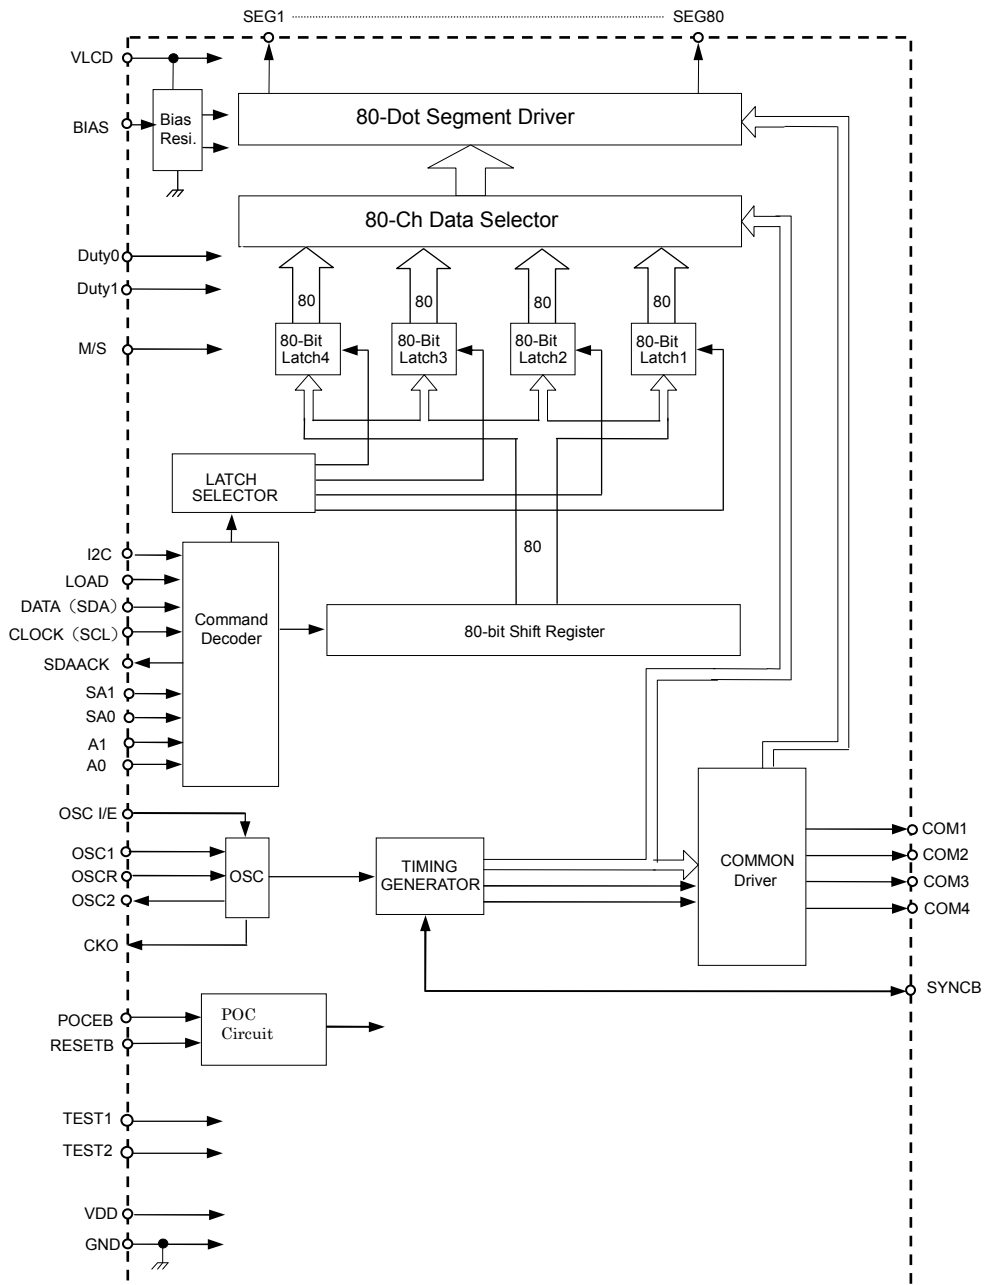 SEG1
SEG80
VLCD
80-Dot Segment Driver
Bias
Resi.
BIAS
80-Ch Data Selector
Duty0
Duty1
80
80
80
80
M/S
80-Bit
Latch4
80-Bit
Latch3
80-Bit
Latch2
80-Bit
Latch1
LATCH
SELECTOR
80
I2C
LOAD
DATA（SDA）
CLOCK（SCL）
SDAACK
SA1
SA0
A1
A0
Command
Decoder
80-bit Shift Register
OSC I/E
OSC1
OSCR
OSC2
CKO
OSC
TIMING
GENERATOR
COMMON
Driver
COM1
COM2
COM3
COM4
SYNCB
POCEB
RESETB
POC
Circuit
TEST1
TEST2
VDD
GND